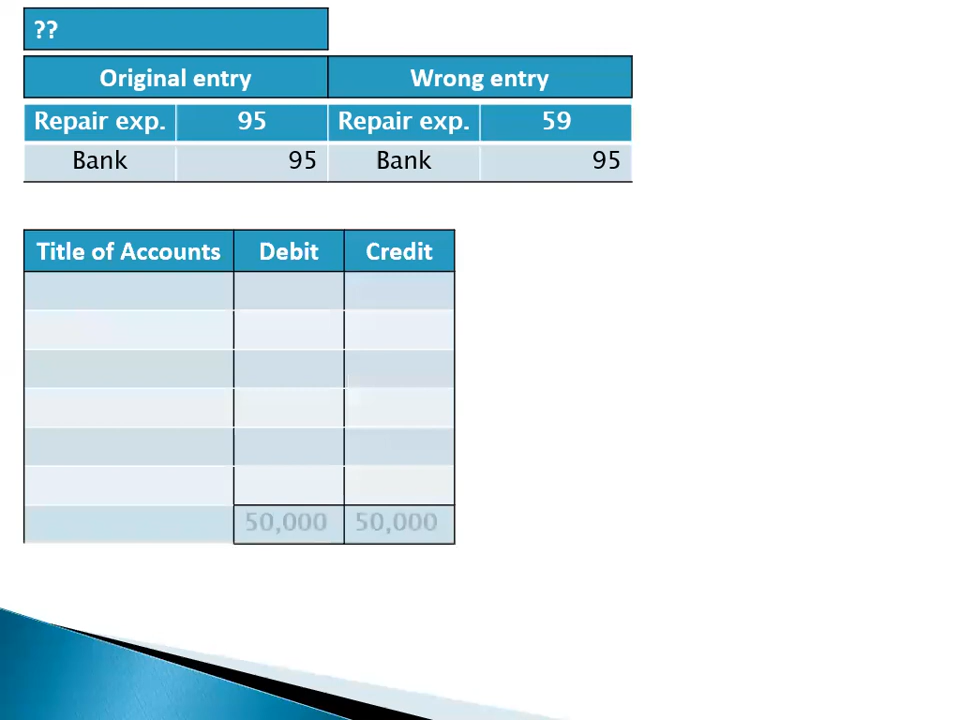 ??
Original entry Wrong entry
Repair exp. 95 Repair exp. 59
Bank 95 Bank 95
Title of Accounts Debit Credit
50,000 50,000